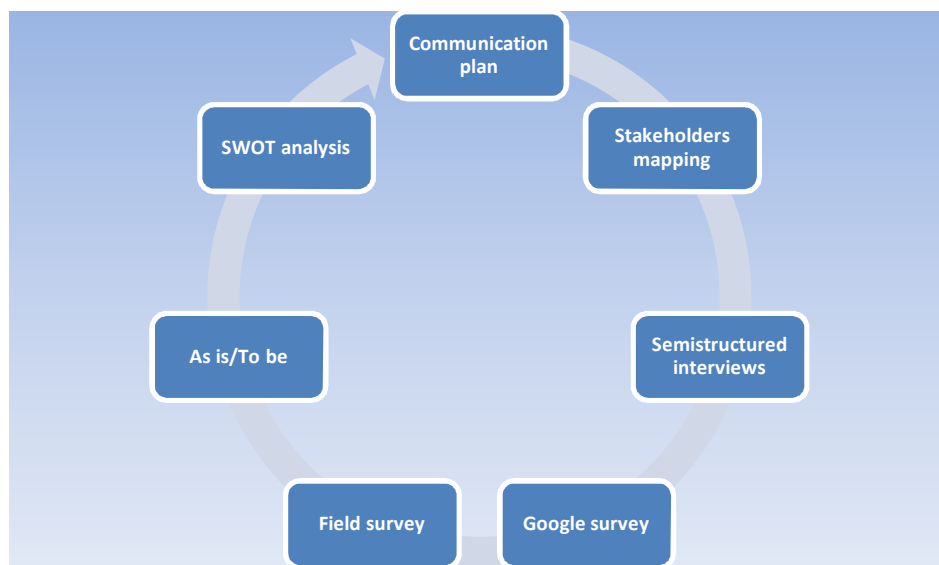 Communication
plan
Stakeholders
mapping
Semistructured
interviews
Google survey
Field survey
As is/To be
SWOT analysis